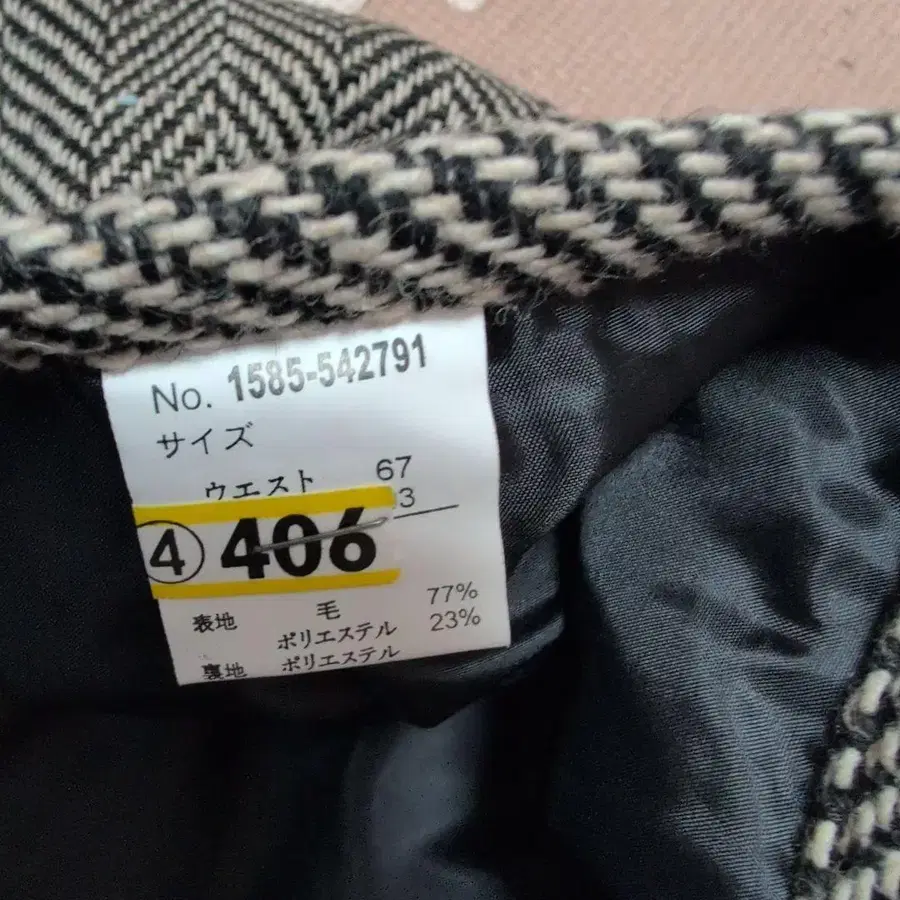 No. 1585-542791
サイズ
ウエスト 67
3
④ 406
表地 毛 77%
ポリエステル 23%
裏地 ポリエステル